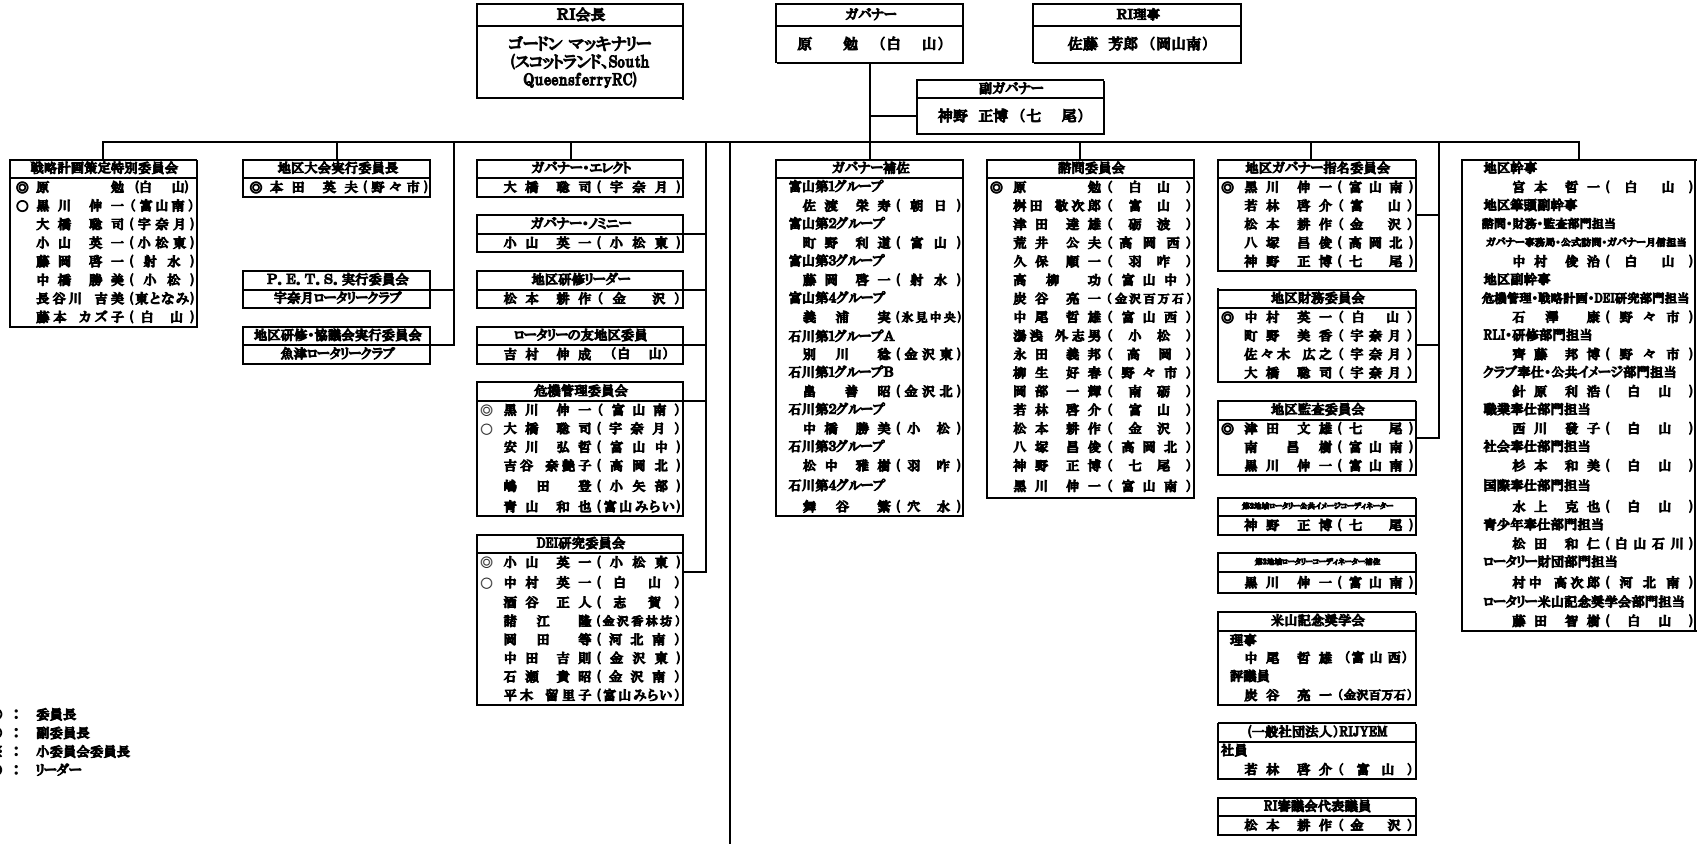 RI会長
ゴードン マッキナリー
(スコットランド、South
QueensferryRC)
ガバナー
原 勉 (白 山)
RI理事
佐藤 芳郎 (岡山南)
副ガバナー
神野 正博 (七 尾)
戦略計画策定特別委員会
◎ 原 勉 (白 山)
○ 黒 川 伸 一 (富山南)
大 橋 聡 司 (宇奈月)
小 山 英 一 (小松東)
藤 岡 啓 一 (射 水)
中 橋 勝 美 (小 松)
長谷川 吉美 (東となみ)
藤本 カズ子 (白 山)
地区大会実行委員長
◎ 本 田 英 夫 (野々市)
P.E.T.S.実行委員会
宇奈月ロータリークラブ
地区研修・協議会実行委員会
魚津ロータリークラブ
ガバナー・エレクト
大 橋 聡 司 (宇 奈 月)
ガバナー・ノミニー
小 山 英 一 (小 松 東)
地区研修リーダー
松 本 耕 作 (金 沢)
ロータリーの友地区委員
吉 村 伸 成 (白 山)
危機管理委員会
◎ 黒 川 伸 一 (富 山 南)
○ 大 橋 聡 司 (宇 奈 月)
安 川 弘 哲 (富 山 中)
吉谷 奈艶子 (高 岡 北)
嶋 田 登 (小 矢 部)
青 山 和 也 (富山みらい)
DEI研究委員会
◎ 小 山 英 一 (小 松 東)
○ 中 村 英 一 (白 山)
酒 谷 正 人 (志 賀)
諸 江 隆 (金沢香林坊)
岡 田 等 (河 北 南)
中 田 吉 則 (金 沢 東)
石 瀬 貴 昭 (金 沢 南)
平木 留里子 (富山みらい)
ガバナー補佐
富山第1グループ
佐 渡 栄 寿 (朝 日)
富山第2グループ
町 野 利 道 (富 山)
富山第3グループ
藤 岡 啓 一 (射 水)
富山第4グループ
義 浦 実 (氷見中央)
石川第1グループA
別 川 稔 (金沢東)
石川第1グループB
畠 善 昭 (金沢北)
石川第2グループ
中 橋 勝 美 (小 松)
石川第3グループ
松 中 雅 樹 (羽 咋)
石川第4グループ
舞 谷 繁 (穴 水)
諮問委員会
◎ 原 勉 (白 山)
桝田 敬次郎 (富 山)
津 田 達 雄 (砺 波)
荒 井 公 夫 (高 岡 西)
久 保 順 一 (羽 咋)
高 柳 功 (富 山 中)
炭 谷 亮 一 (金沢百万石)
中 尾 哲 雄 (富 山 西)
湯浅 外志男 (小 松)
永 田 義 邦 (高 岡)
柳 生 好 春 (野 々 市)
岡 部 一 輝 (南 砺)
若 林 啓 介 (富 山)
松 本 耕 作 (金 沢)
八 塚 昌 俊 (高 岡 北)
神 野 正 博 (七 尾)
黒 川 伸 一 (富 山 南)
地区ガバナー指名委員会
◎ 黒 川 伸 一 (富 山 南)
若 林 啓 介 (富 山)
松 本 耕 作 (金 沢)
八 塚 昌 俊 (高 岡 北)
神 野 正 博 (七 尾)
地区財務委員会
◎ 中 村 英 一 (白 山)
町 野 美 香 (宇 奈 月)
佐々木 広之 (宇 奈 月)
大 橋 聡 司 (宇 奈 月)
地区監査委員会
◎ 津 田 文 雄 (七 尾)
南 昌 樹 (富 山 南)
黒 川 伸 一 (富 山 南)
第2地域ロータリー公共イメージコーディネーター
神 野 正 博 (七 尾)
第2地域ロータリーコーディネーター補佐
黒 川 伸 一 (富 山 南)
米山記念奨学会
理事
中 尾 哲 雄 (富 山 西)
評議員
炭 谷 亮 一 (金沢百万石)
(一般社団法人)RIJYEM
社員
若 林 啓 介 (富 山)
RI審議会代表議員
松 本 耕 作 (金 沢)
地区幹事
宮 本 哲 一 (白 山)
地区筆頭副幹事
諮問・財務・監査部門担当
ガバナー事務局・公式訪問・ガバナー月信担当
中 村 俊 治 (白 山)
地区副幹事
危機管理・戦略計画・DEI研究部門担当
石 澤 康 (野 々 市)
RLI・研修部門担当
齊 藤 邦 博 (野 々 市)
クラブ奉仕・公共イメージ部門担当
針 原 利 浩 (白 山)
職業奉仕部門担当
西 川 發 子 (白 山)
社会奉仕部門担当
杉 本 和 美 (白 山)
国際奉仕部門担当
水 上 克 也 (白 山)
青少年奉仕部門担当
松 田 和 仁 (白 山 石 川)
ロータリー財団部門担当
村中 高次郎 (河 北 南)
ロータリー米山記念奨学会部門担当
藤 田 智 樹 (白 山)
： 委員長
： 副委員長
： 小委員会委員長
： リーダー